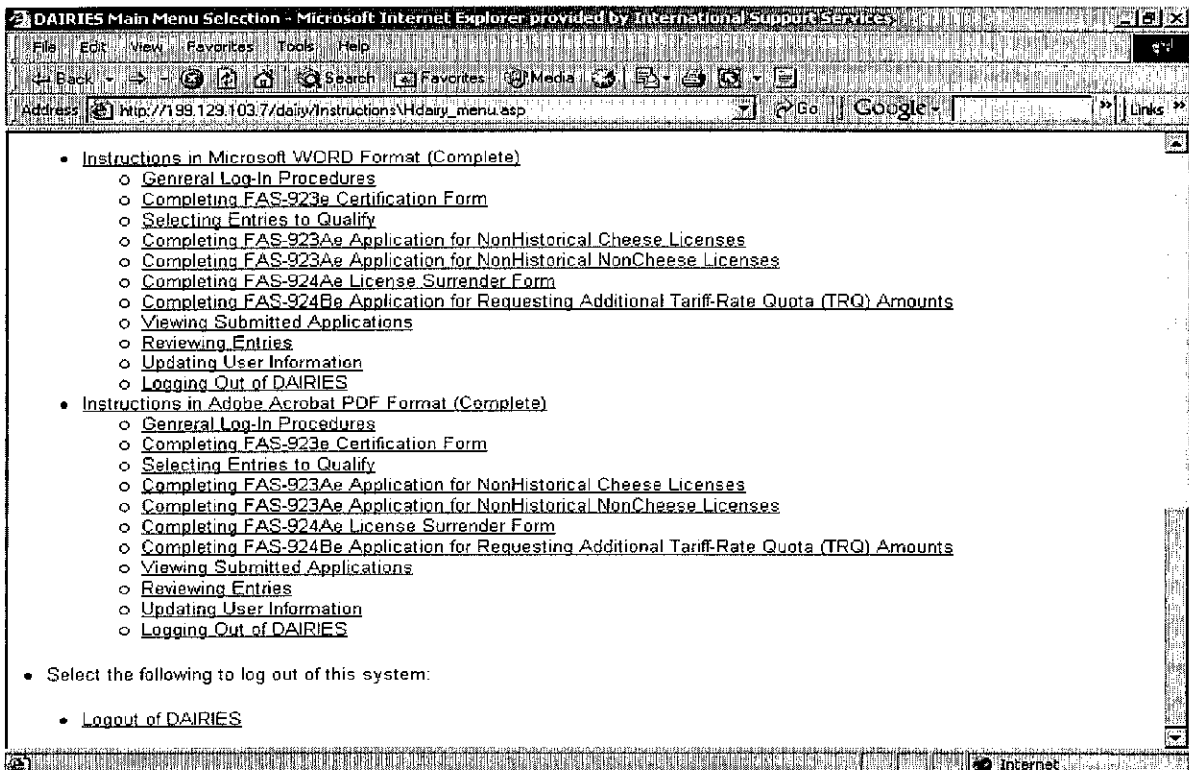 DAIRIES Main Menu Selection - Microsoft Internet Explorer provided by International Support Services
File Edit View Favorites Tools Help
Back Search Favorites Media
Address http://199.129.103.7/dairy/Instructions\Hdairy_menu.asp Go Google Links
• Instructions in Microsoft WORD Format (Complete)
o Genreral Log-In Procedures
o Completing FAS-923e Certification Form
o Selecting Entries to Qualify
o Completing FAS-923Ae Application for NonHistorical Cheese Licenses
o Completing FAS-923Ae Application for NonHistorical NonCheese Licenses
o Completing FAS-924Ae License Surrender Form
o Completing FAS-924Be Application for Requesting Additional Tariff-Rate Quota (TRQ) Amounts
o Viewing Submitted Applications
o Reviewing Entries
o Updating User Information
o Logging Out of DAIRIES
• Instructions in Adobe Acrobat PDF Format (Complete)
o Genreral Log-In Procedures
o Completing FAS-923e Certification Form
o Selecting Entries to Qualify
o Completing FAS-923Ae Application for NonHistorical Cheese Licenses
o Completing FAS-923Ae Application for NonHistorical NonCheese Licenses
o Completing FAS-924Ae License Surrender Form
o Completing FAS-924Be Application for Requesting Additional Tariff-Rate Quota (TRQ) Amounts
o Viewing Submitted Applications
o Reviewing Entries
o Updating User Information
o Logging Out of DAIRIES
• Select the following to log out of this system:
• Logout of DAIRIES
Internet